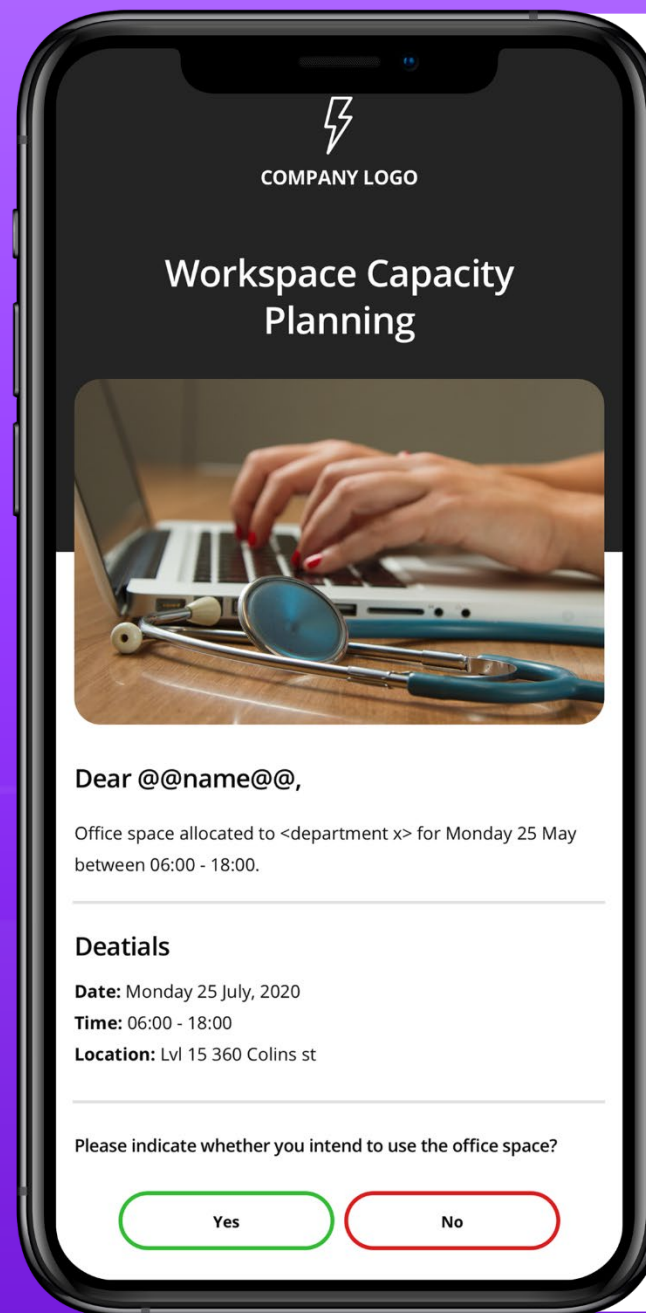 COMPANY LOGO
Workspace Capacity
Planning
Dear @@name@@,
Office space allocated to <department x> for Monday 25 May
between 06:00 - 18:00.
Deatials
Date: Monday 25 July, 2020
Time: 06:00 - 18:00
Location: Lvl 15 360 Colins st
Please indicate whether you intend to use the office space?
Yes
No